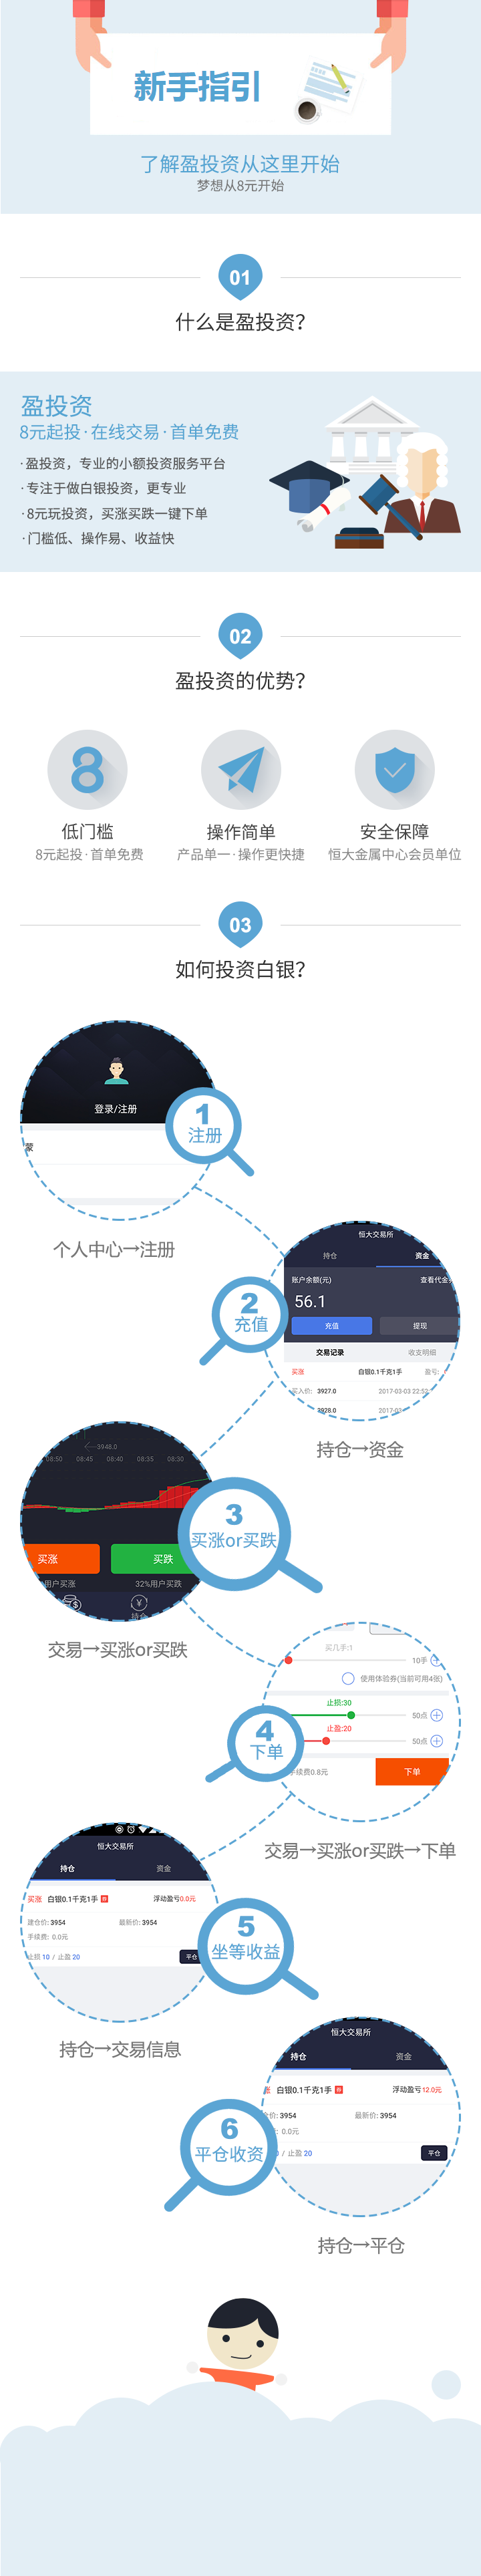 新手指引
了解盈投资从这里开始
梦想从8元开始
01
什么是盈投资?
盈投资
8元起投·在线交易·首单免费
·盈投资，专业的小额投资服务平台
·专注于做白银投资，更专业
·8元玩投资，买涨买跌一键下单
·门槛低、操作易、收益快
02
盈投资的优势?
8
低门槛
8元起投·首单免费
操作简单
产品单一·操作更快捷
安全保障
恒大金属中心会员单位
03
如何投资白银?
登录/注册
蒙
1
注册
个人中心→注册
恒大交易所
持仓
资金
账户余额(元)
查看代金
56.1
充值
提现
交易记录
收支明细
买涨
白银0.1千克1手
盈亏:
买入价: 3927.0
2017-03-03 22:52
3928.0
2017-03
2
充值
持仓→资金
3948.0
08:50 08:45 08:40 08:35 08:30
买涨
买跌
用户买涨
32%用户买跌
持仓
3
买涨or买跌
交易→买涨or买跌
买几手:1
10手
使用体验券(当前可用4张)
止损:30
50点
止盈:20
50点
手续费0.8元
下单
4
下单
交易→买涨or买跌→下单
恒大交易所
持仓
资金
买涨 白银0.1千克1手
浮动盈亏0.0元
建仓价: 3954
最新价: 3954
手续费: 0.0元
止损 10 / 止盈 20
平仓
5
坐等收益
持仓→交易信息
恒大交易所
持仓
资金
白银0.1千克1手
浮动盈亏 12.0元
价: 3954
最新价: 3954
: 0.0元
/ 止盈 20
平仓
6
平仓收资
持仓→平仓